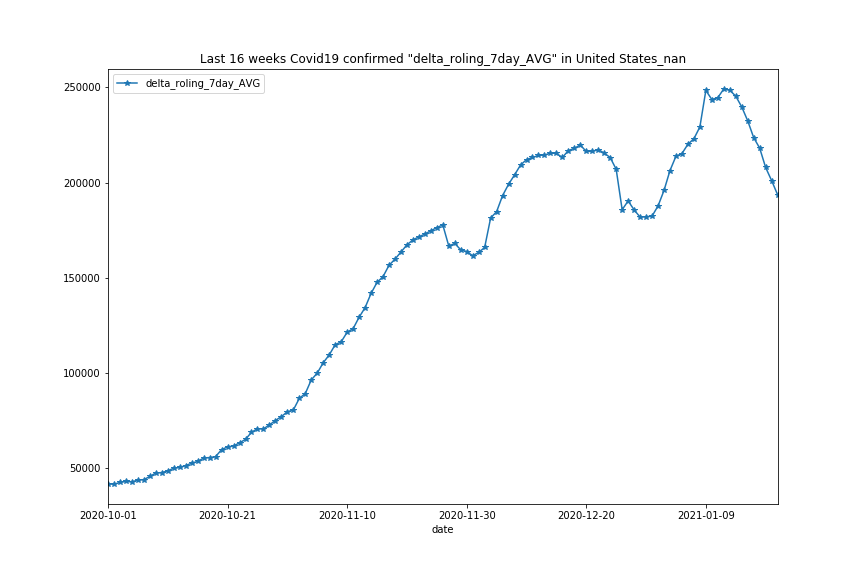 Last 16 weeks Covid19 confirmed "delta_roling_7day_AVG" in United States_nan
delta_roling_7day_AVG
250000
200000
150000
100000
50000
2020-10-01 2020-10-21 2020-11-10 2020-11-30 2020-12-20 2021-01-09
date